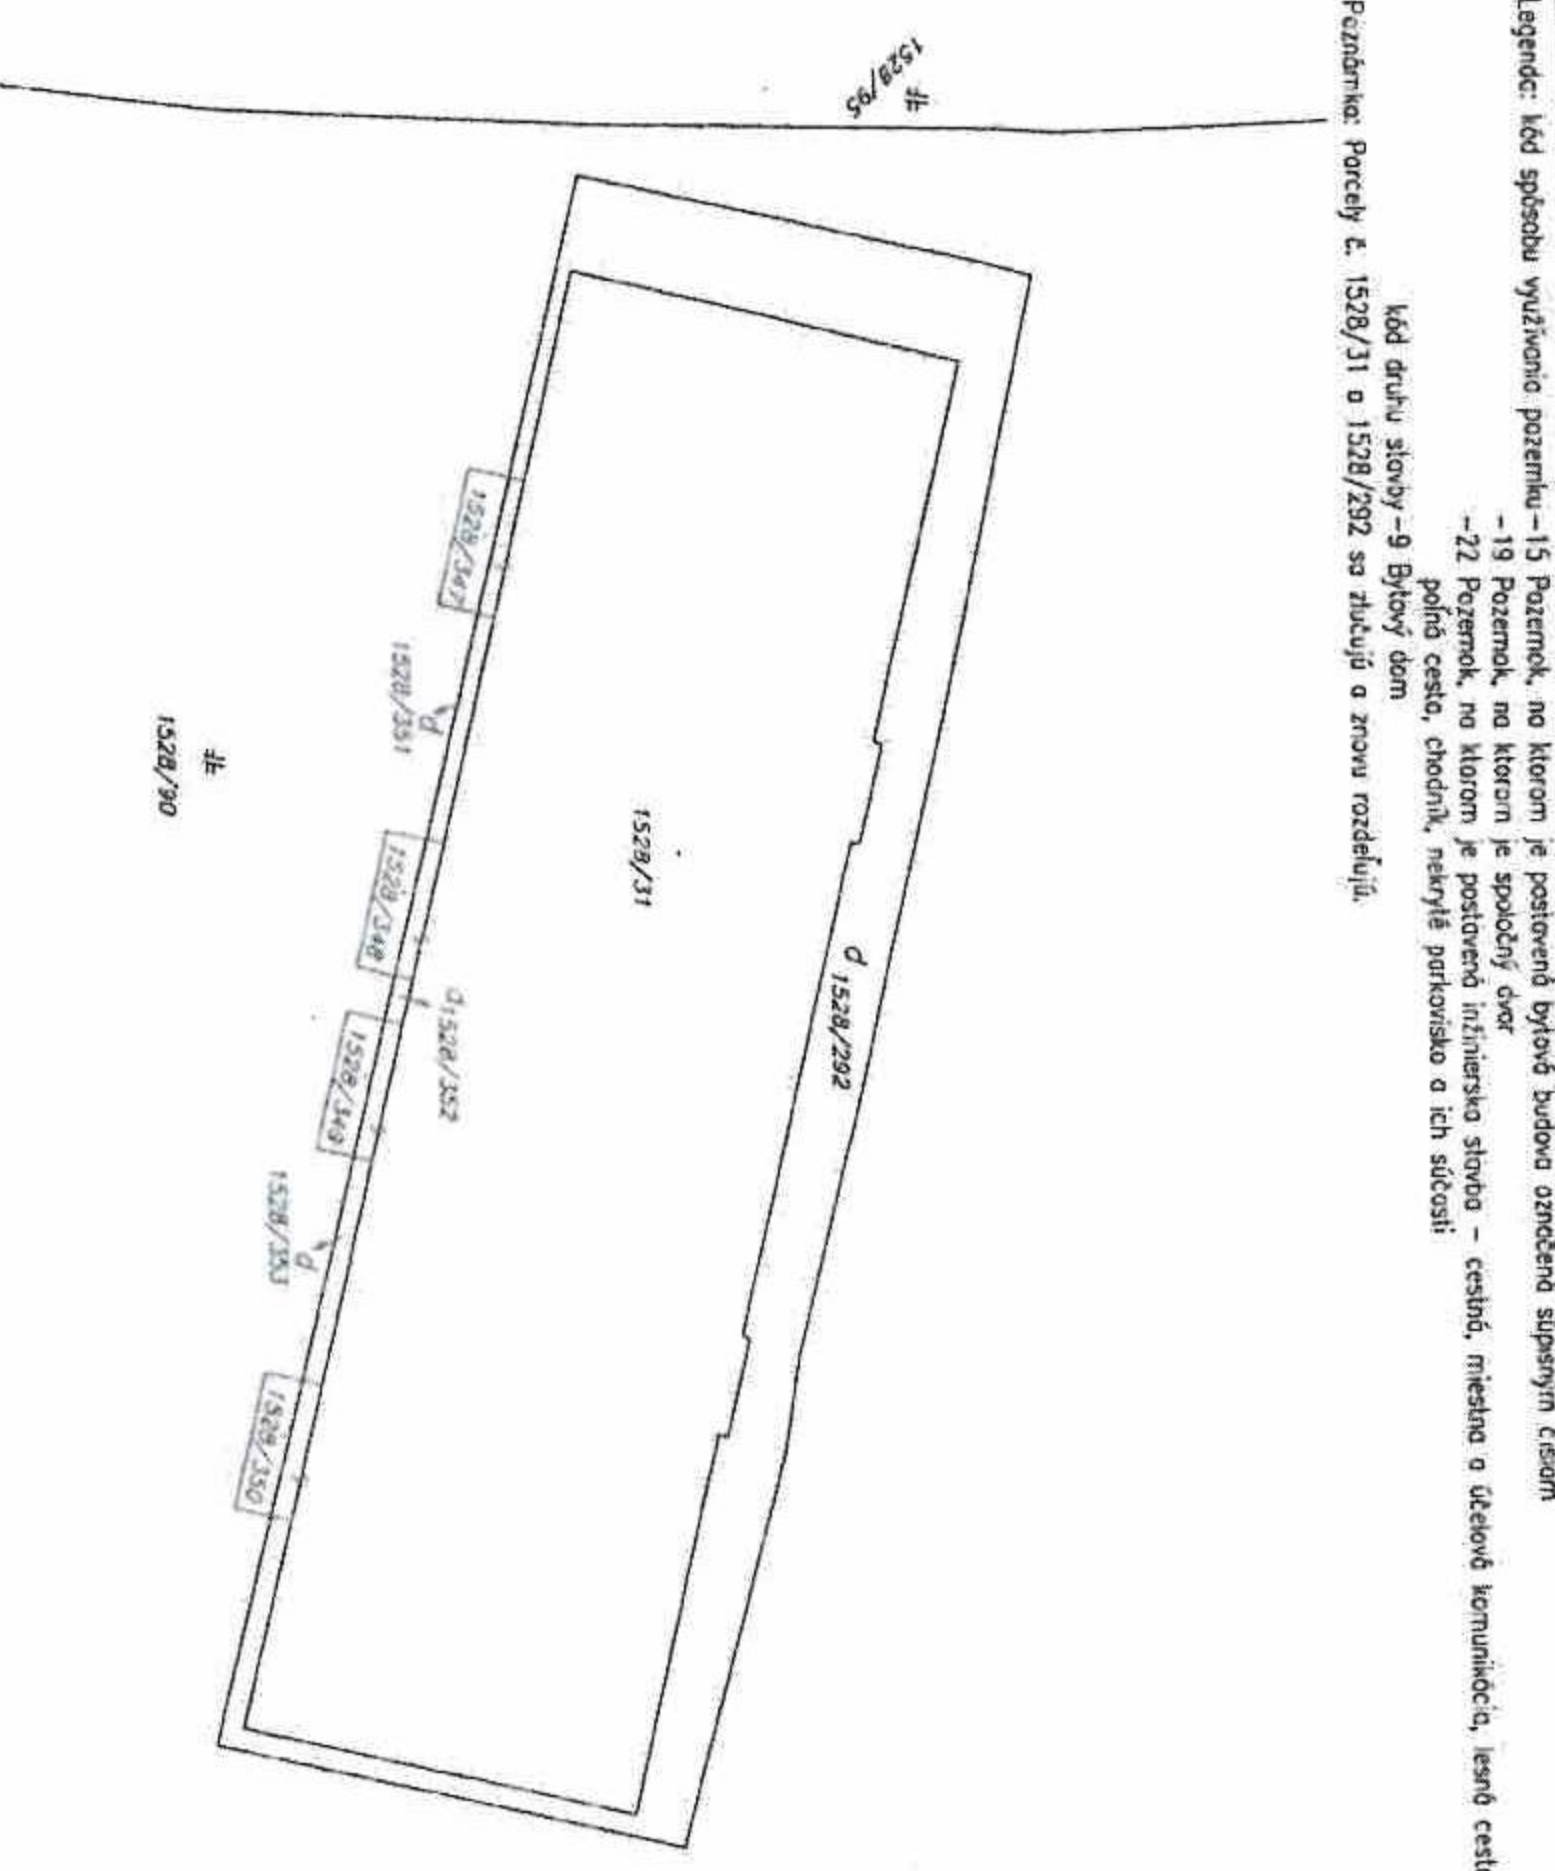 Legenda: kód spôsobu využívania pozemku-15 Pozemok, na ktorom je postavená bytová budova označená súpisným číslom
-19 Pozemok, na ktorom je spoločný dvor
-22 Pozemok, na ktorom je postavená inžinierska stavba - cestná, miestna a účelová komunikácia, lesná cest
poľná cesta, chodník, nekryté parkovisko a ich súčasti
kód druhu stavby-9 Bytový dom
Poznámka: Parcely č. 1528/31 a 1528/292 sa zlučujú a znovu rozdeľujú.
1528/95
d 1528/292
1528/31
1528/347
d
1528/351
1528/348
d 1528/352
1528/349
d
1528/353
1528/350
1528/90